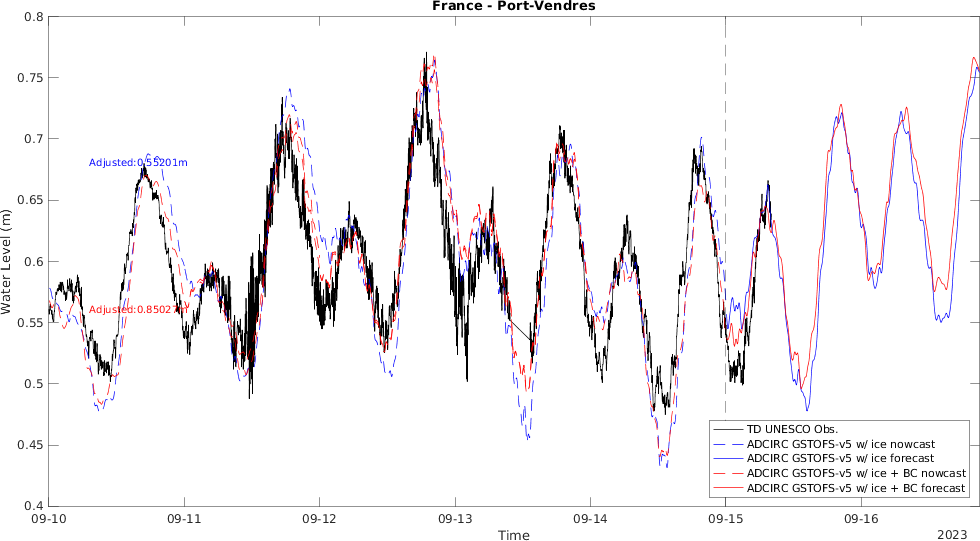 France - Port-Vendres
0.8
0.75
0.7
0.65
0.6
0.55
0.5
0.45
0.4
Water Level (m)
Adjusted:0.55201m
Adjusted:0.85027m
TD UNESCO Obs.
ADCIRC GSTOFS-v5 w/ ice nowcast
ADCIRC GSTOFS-v5 w/ ice forecast
ADCIRC GSTOFS-v5 w/ ice + BC nowcast
ADCIRC GSTOFS-v5 w/ ice + BC forecast
09-10 09-11 09-12 09-13 09-14 09-15 09-16
Time
2023